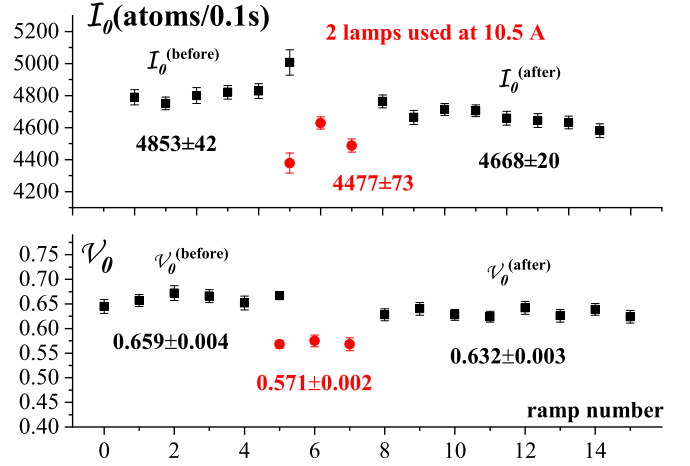 I0(atoms/0.1s)
2 lamps used at 10.5 A
5200
5000
4800
4600
4400
4200
I0(before)
I0(after)
4853±42
4477±73
4668±20
0.75
0.70
0.65
0.60
0.55
0.50
0.45
0.40
V0
V0(before)
V0(after)
0.659±0.004
0.571±0.002
0.632±0.003
ramp number
0 2 4 6 8 10 12 14